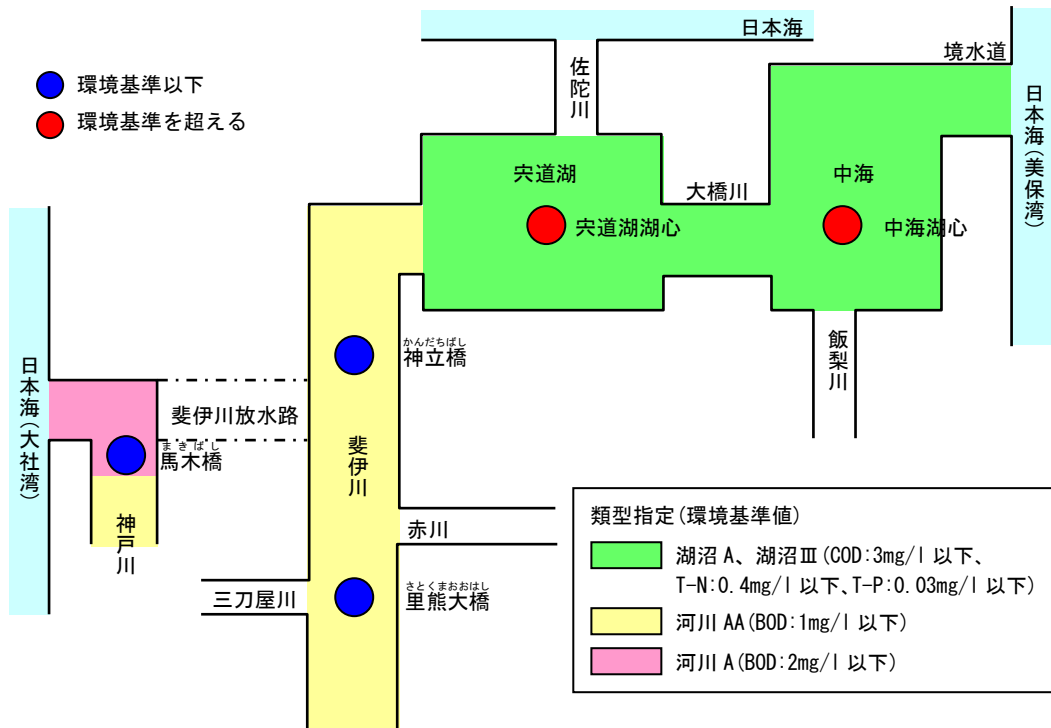 日本海
境水道
環境基準以下
環境基準を超える
佐陀川
日本海(美保湾)
宍道湖
中海
大橋川
宍道湖湖心
中海湖心
かんだちばし
神立橋
飯梨川
日本海(大社湾)
斐伊川放水路
まきばし
馬木橋
斐伊川
神戸川
赤川
さとくまおおはし
里熊大橋
三刀屋川
類型指定(環境基準値)
湖沼 A、湖沼Ⅲ(COD:3mg/l 以下、
T-N:0.4mg/l 以下、T-P:0.03mg/l 以下)
河川 AA(BOD:1mg/l 以下)
河川 A(BOD:2mg/l 以下)